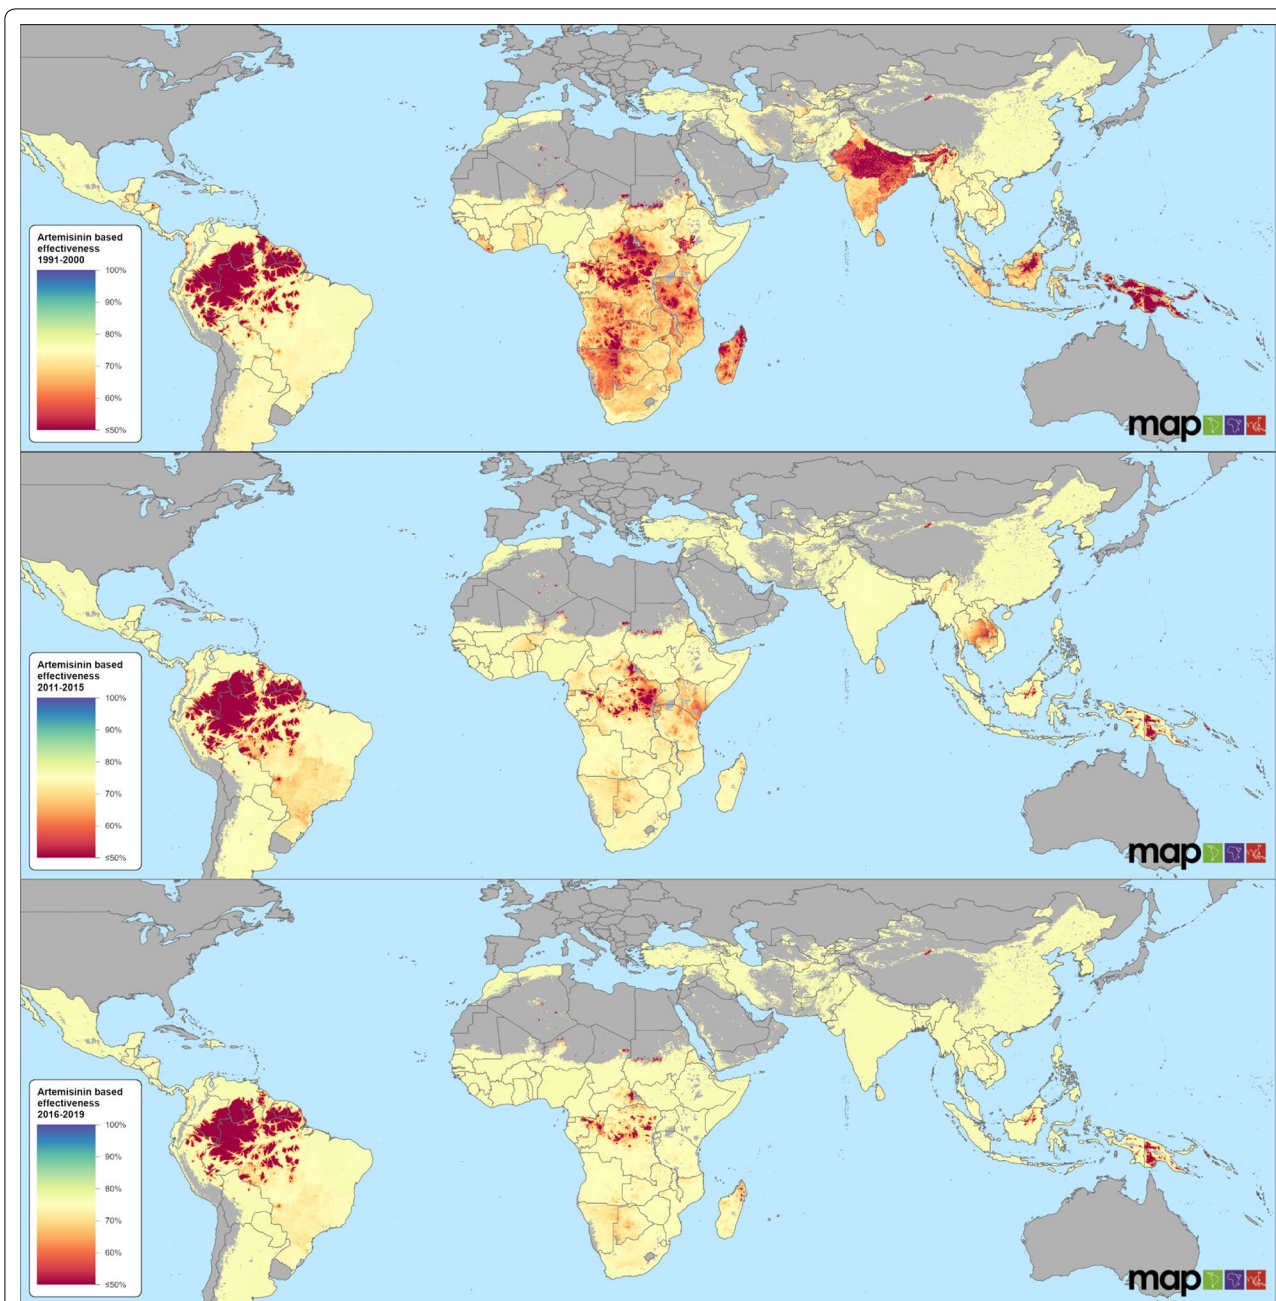 Artemisinin based
effectiveness
1991-2000
100%
90%
80%
70%
60%
≤50%
map
Artemisinin based
effectiveness
2011-2015
100%
90%
80%
70%
60%
≤50%
map
Artemisinin based
effectiveness
2016-2019
100%
90%
80%
70%
60%
≤50%
map